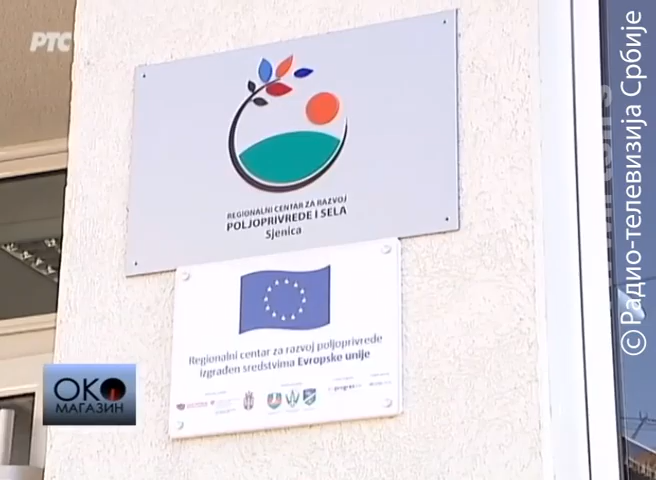 РТС
REGIONALNI CENTAR ZA RAZVOJ
POLJOPRIVREDE I SELA
Sjenica
Regionalni centar za razvoj poljoprivrede
izgrađen sredstvima Evropske unije
progres
ОКО
МАГАЗИН
© Радио-телевизија Србије